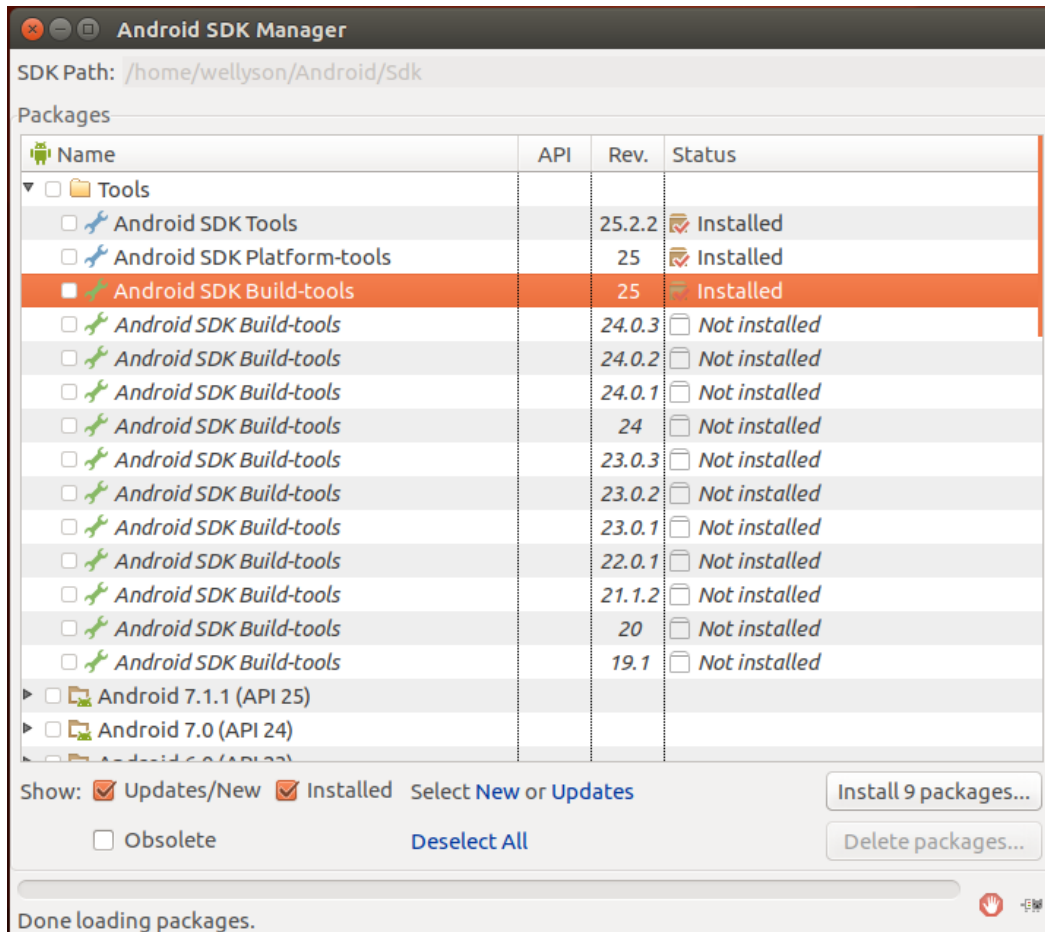 Android SDK Manager
SDK Path: /home/wellyson/Android/Sdk
Packages
Name API Rev. Status
Tools
Android SDK Tools 25.2.2 Installed
Android SDK Platform-tools 25 Installed
Android SDK Build-tools 25 Installed
Android SDK Build-tools 24.0.3 Not installed
Android SDK Build-tools 24.0.2 Not installed
Android SDK Build-tools 24.0.1 Not installed
Android SDK Build-tools 24 Not installed
Android SDK Build-tools 23.0.3 Not installed
Android SDK Build-tools 23.0.2 Not installed
Android SDK Build-tools 23.0.1 Not installed
Android SDK Build-tools 22.0.1 Not installed
Android SDK Build-tools 21.1.2 Not installed
Android SDK Build-tools 20 Not installed
Android SDK Build-tools 19.1 Not installed
Android 7.1.1 (API 25)
Android 7.0 (API 24)
Android 6.0 (API 23)
Show: Updates/New Installed Select New or Updates Install 9 packages...
Obsolete Deselect All Delete packages...
Done loading packages.